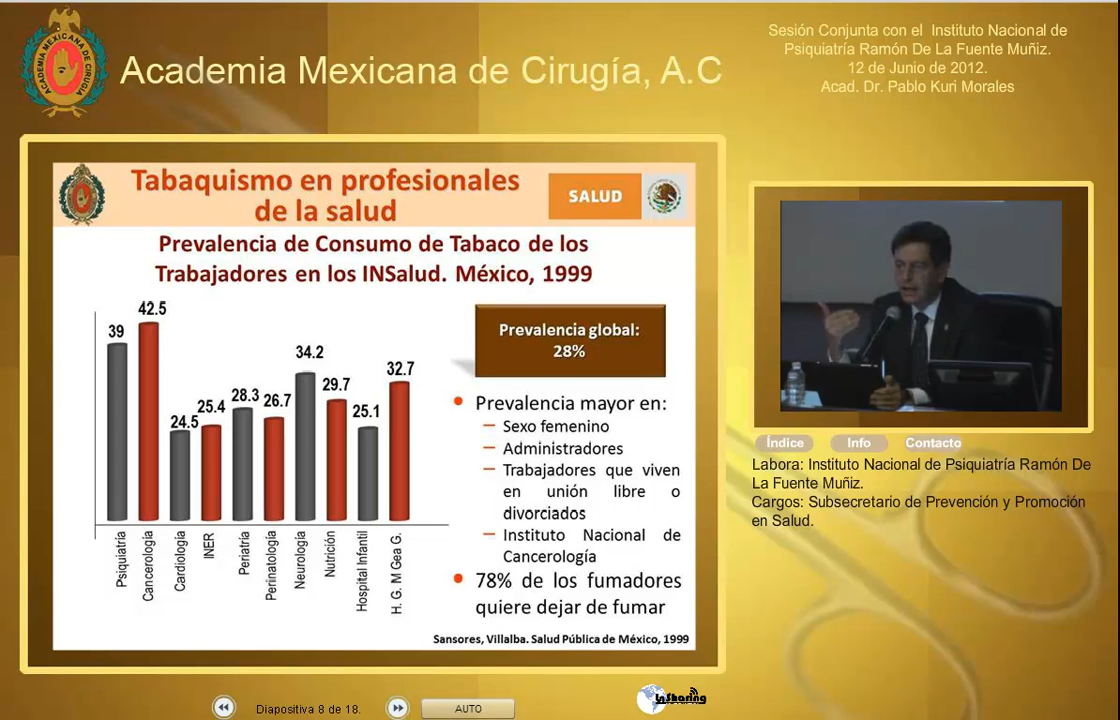 Academia Mexicana de Cirugía, A.C
ACADEMIA MEXICANA DE CIRUGIA
Sesión Conjunta con el Instituto Nacional de
Psiquiatría Ramón De La Fuente Muñiz.
12 de Junio de 2012.
Acad. Dr. Pablo Kuri Morales
Tabaquismo en profesionales
de la salud
SALUD
Prevalencia de Consumo de Tabaco de los
Trabajadores en los INSalud. México, 1999
39
42.5
24.5
25.4
28.3
26.7
34.2
29.7
25.1
32.7
Psiquiatría
Cancerología
Cardiología
INER
Periatría
Perinatología
Neurología
Nutrición
Hospital Infantil
H. G. M Gea G.
Prevalencia global:
28%
• Prevalencia mayor en:
– Sexo femenino
– Administradores
– Trabajadores que viven
en unión libre o
divorciados
– Instituto Nacional de
Cancerología
• 78% de los fumadores
quiere dejar de fumar
Sansores, Villalba. Salud Pública de México, 1999
Índice
Info
Contacto
Labora: Instituto Nacional de Psiquiatría Ramón De
La Fuente Muñiz.
Cargos: Subsecretario de Prevención y Promoción
en Salud.
Diapositiva 8 de 18.
AUTO
InSharing